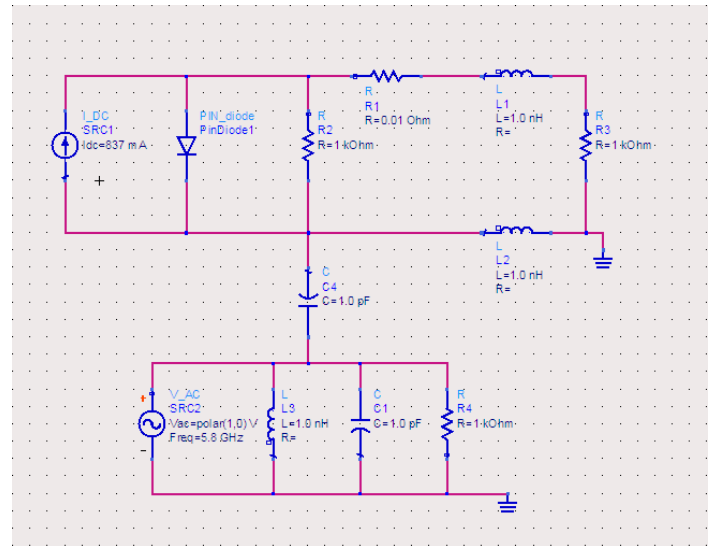 I_DC
SRC1
Idc=837 mA
PIN_diode
PinDiode1
R
R2
R=1 kOhm
R
R1
R=0.01 Ohm
L
L1
L=1.0 nH
R=
R
R3
R=1 kOhm
L
L2
L=1.0 nH
R=
C
C4
C=1.0 pF
+
V_AC
SRC2
Vac=polar(1,0) V
Freq=5.8 GHz
-
L
L3
L=1.0 nH
R=
C
C1
C=1.0 pF
R
R4
R=1 kOhm